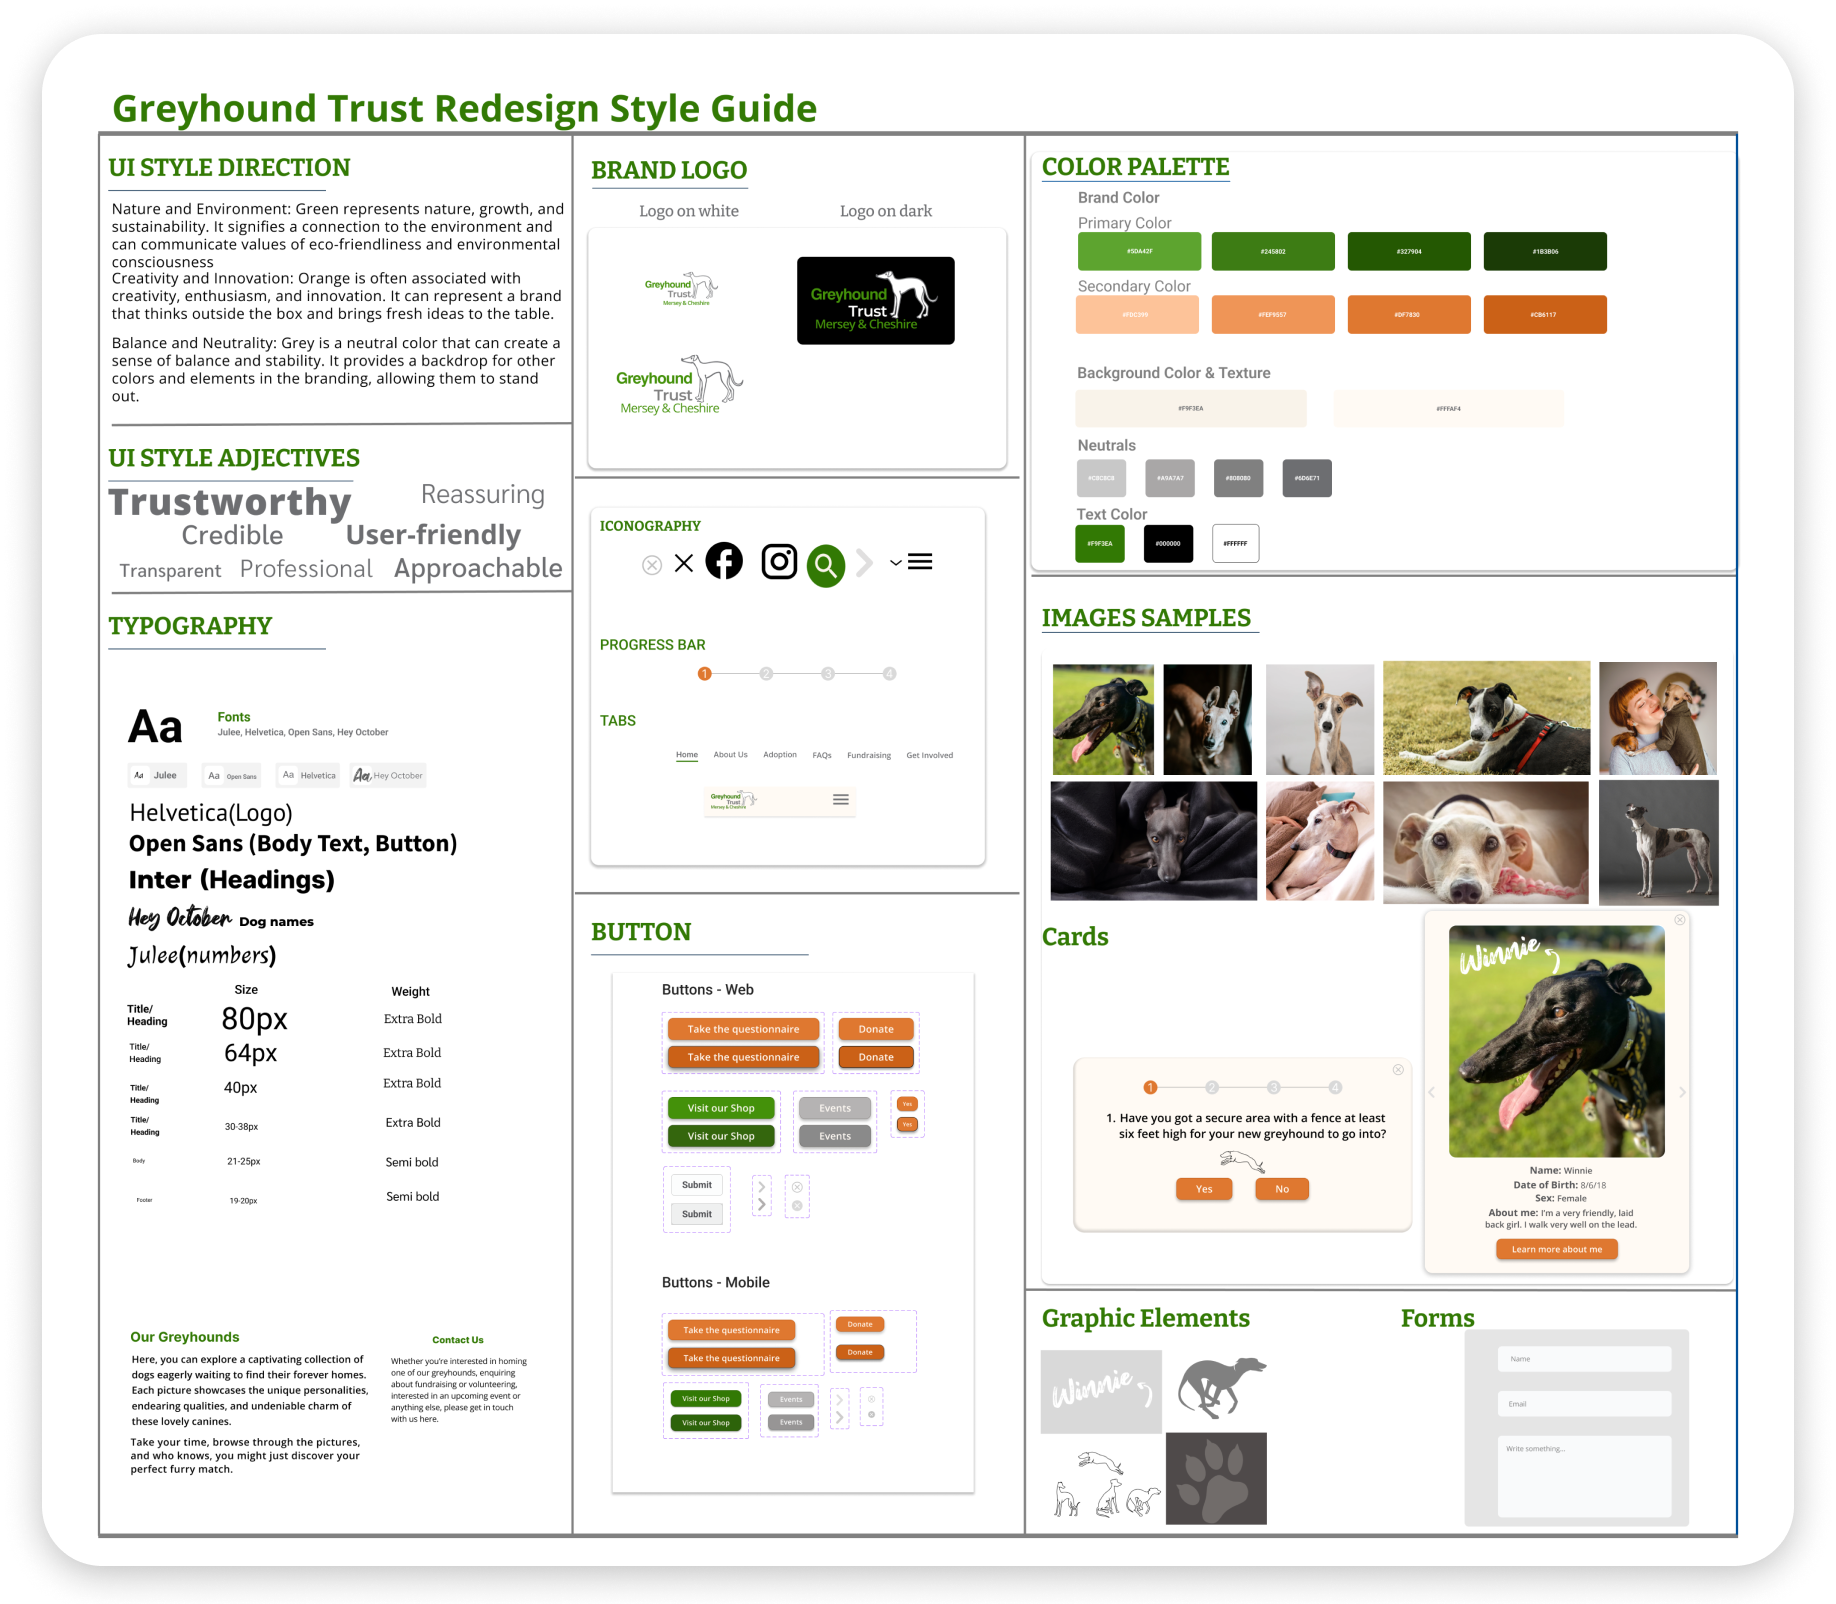 Greyhound Trust Redesign Style Guide
UI STYLE DIRECTION
Nature and Environment: Green represents nature, growth, and
sustainability. It signifies a connection to the environment and
can communicate values of eco-friendliness and environmental
consciousness
Creativity and Innovation: Orange is often associated with
creativity, enthusiasm, and innovation. It can represent a brand
that thinks outside the box and brings fresh ideas to the table.
Balance and Neutrality: Grey is a neutral color that can create a
sense of balance and stability. It provides a backdrop for other
colors and elements in the branding, allowing them to stand
out.
UI STYLE ADJECTIVES
Trustworthy
Reassuring
Credible
User-friendly
Transparent
Professional
Approachable
TYPOGRAPHY
Aa
Fonts
Julee, Helvetica, Open Sans, Hey October
Aa Julee
Aa Open Sans
Aa Helvetica
Aa Hey October
Helvetica(Logo)
Open Sans (Body Text, Button)
Inter (Headings)
Hey October Dog names
Julee(numbers)
Size
Weight
Title/
Heading
80px
Extra Bold
Title/
Heading
64px
Extra Bold
Title/
Heading
40px
Extra Bold
Title/
Heading
30-38px
Extra Bold
Body
21-25px
Semi bold
Footer
19-20px
Semi bold
Our Greyhounds
Here, you can explore a captivating collection of
dogs eagerly waiting to find their forever homes.
Each picture showcases the unique personalities,
endearing qualities, and undeniable charm of
these lovely canines.
Take your time, browse through the pictures,
and who knows, you might just discover your
perfect furry match.
Contact Us
Whether you're interested in homing
one of our greyhounds, enquiring
about fundraising or volunteering,
interested in an upcoming event or
anything else, please get in touch
with us here.
BRAND LOGO
Logo on white
Logo on dark
Greyhound
Trust
Mersey & Cheshire
Greyhound
Trust
Mersey & Cheshire
Greyhound
Trust
Mersey & Cheshire
ICONOGRAPHY
PROGRESS BAR
1
2
3
4
TABS
Home
About Us
Adoption
FAQs
Fundraising
Get Involved
Greyhound
Trust
Mersey & Cheshire
BUTTON
Buttons - Web
Take the questionnaire
Donate
Take the questionnaire
Donate
Visit our Shop
Events
Yes
Visit our Shop
Events
Yes
Submit
Submit
Buttons - Mobile
Take the questionnaire
Donate
Take the questionnaire
Donate
Visit our Shop
Events
Visit our Shop
Events
COLOR PALETTE
Brand Color
Primary Color
#5DA42F
#245802
#327904
#1B3B06
Secondary Color
#FDC399
#FEF9557
#DF7830
#CB6117
Background Color & Texture
#F9F3EA
#FFFAF4
Neutrals
#C8C8C8
#A9A7A7
#808080
#6D6E71
Text Color
#F9F3EA
#000000
#FFFFFF
IMAGES SAMPLES
Cards
1
2
3
4
1. Have you got a secure area with a fence at least
six feet high for your new greyhound to go into?
Yes
No
Winnie
Name: Winnie
Date of Birth: 8/6/18
Sex: Female
About me: I'm a very friendly, laid
back girl. I walk very well on the lead.
Learn more about me
Graphic Elements
Winnie
Forms
Name
Email
Write something...